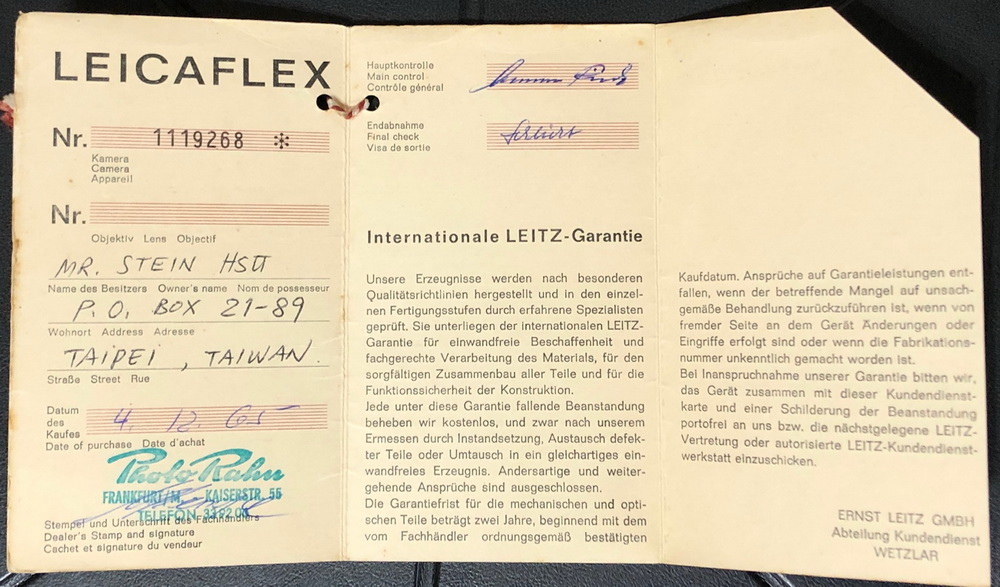 LEICAFLEX
Nr. 1119268 *
Kamera
Camera
Appareil
Nr.
Objektiv Lens Objectif
MR. STEIN HSU
Name des Besitzers Owner's name Nom de possesseur
P.O. BOX 21-89
Wohnort Address Adresse
TAIPEI, TAIWAN.
Straße Street Rue
Datum
des
Kaufes
4. 12. 65
Date of purchase Date d'achat
Photo Rahn
FRANKFURT/M. - KAISERSTR. 55
TELEFON
Stempel und Unterschrift des Fachhändlers
Dealer's Stamp and signature
Cachet et signature du vendeur
Hauptkontrolle
Main control
Contrôle général
Endabnahme
Final check
Visa de sortie
Internationale LEITZ-Garantie
Unsere Erzeugnisse werden nach besonderen
Qualitätsrichtlinien hergestellt und in den einzel-
nen Fertigungsstufen durch erfahrene Spezialisten
geprüft. Sie unterliegen der internationalen LEITZ-
Garantie für einwandfreie Beschaffenheit und
fachgerechte Verarbeitung des Materials, für den
sorgfältigen Zusammenbau aller Teile und für die
Funktionssicherheit der Konstruktion.
Jede unter diese Garantie fallende Beanstandung
beheben wir kostenlos, und zwar nach unserem
Ermessen durch Instandsetzung, Austausch defek-
ter Teile oder Umtausch in ein gleichartiges ein-
wandfreies Erzeugnis. Andersartige und weiter-
gehende Ansprüche sind ausgeschlossen.
Die Garantiefrist für die mechanischen und opti-
schen Teile beträgt zwei Jahre, beginnend mit dem
vom Fachhändler ordnungsgemäß bestätigten
Kaufdatum. Ansprüche auf Garantieleistungen ent-
fallen, wenn der betreffende Mangel auf unsach-
gemäße Behandlung zurückzuführen ist, wenn von
fremder Seite an dem Gerät Änderungen oder
Eingriffe erfolgt sind oder wenn die Fabrikations-
nummer unkenntlich gemacht worden ist.
Bei Inanspruchnahme unserer Garantie bitten wir,
das Gerät zusammen mit dieser Kundendienst-
karte und einer Schilderung der Beanstandung
portofrei an uns bzw. die nächstgelegene LEITZ-
Vertretung oder autorisierte LEITZ-Kundendienst-
werkstatt einzuschicken.
ERNST LEITZ GMBH
Abteilung Kundendienst
WETZLAR